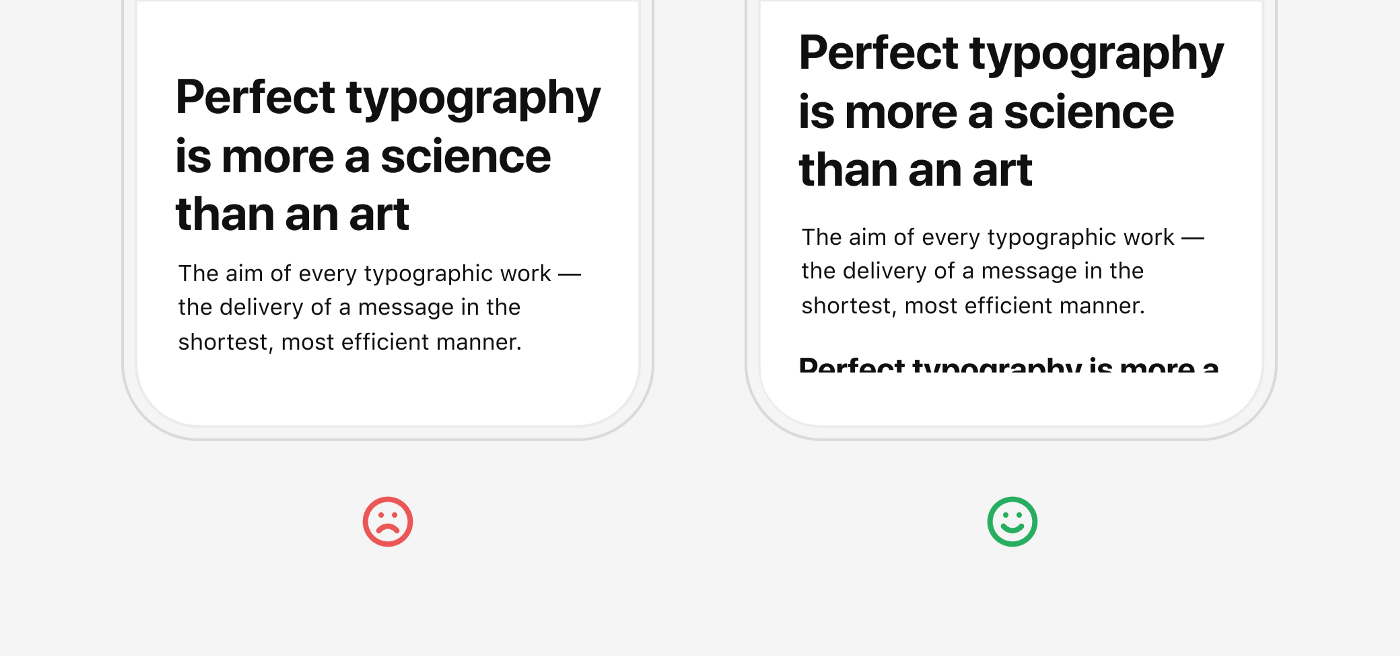 Perfect typography
is more a science
than an art
The aim of every typographic work —
the delivery of a message in the
shortest, most efficient manner.
Perfect typography
is more a science
than an art
The aim of every typographic work —
the delivery of a message in the
shortest, most efficient manner.
Perfect typography is more a